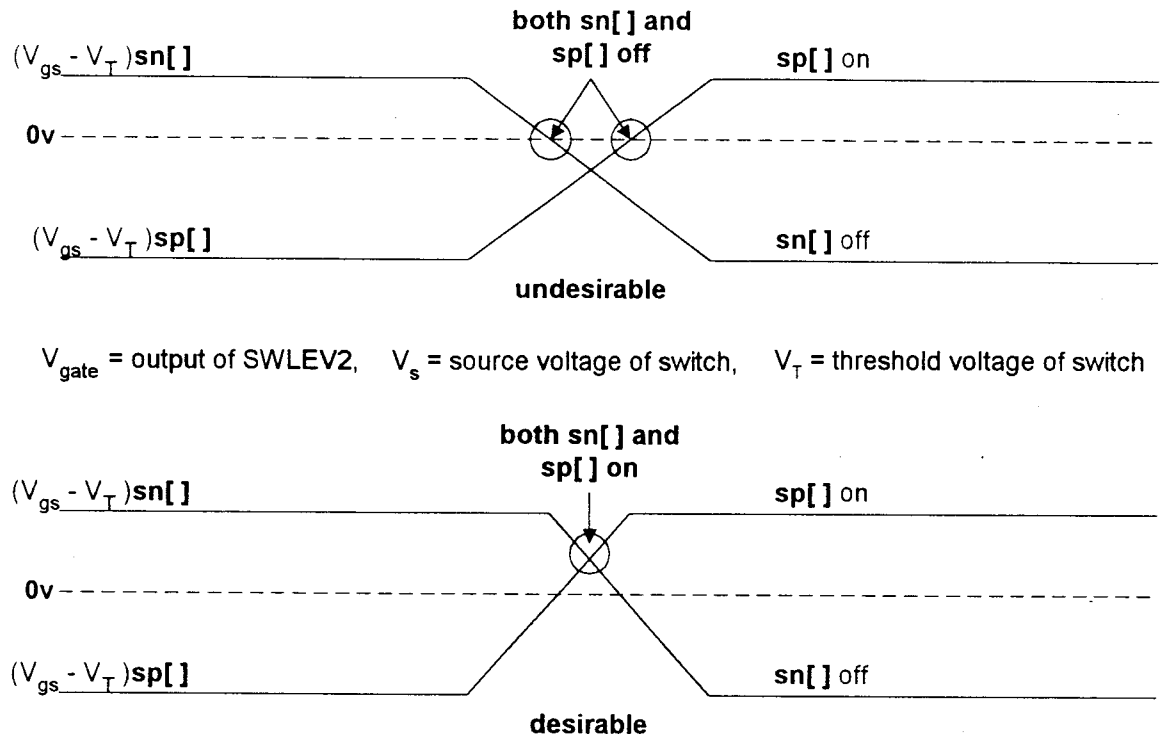 both sn[ ] and
sp[ ] off
(Vgs - VT)sn[ ]
sp[ ] on
0v
(Vgs - VT)sp[ ]
sn[ ] off
undesirable
Vgate = output of SWLEV2, Vs = source voltage of switch, VT = threshold voltage of switch
both sn[ ] and
sp[ ] on
(Vgs - VT)sn[ ]
sp[ ] on
0v
(Vgs - VT)sp[ ]
sn[ ] off
desirable